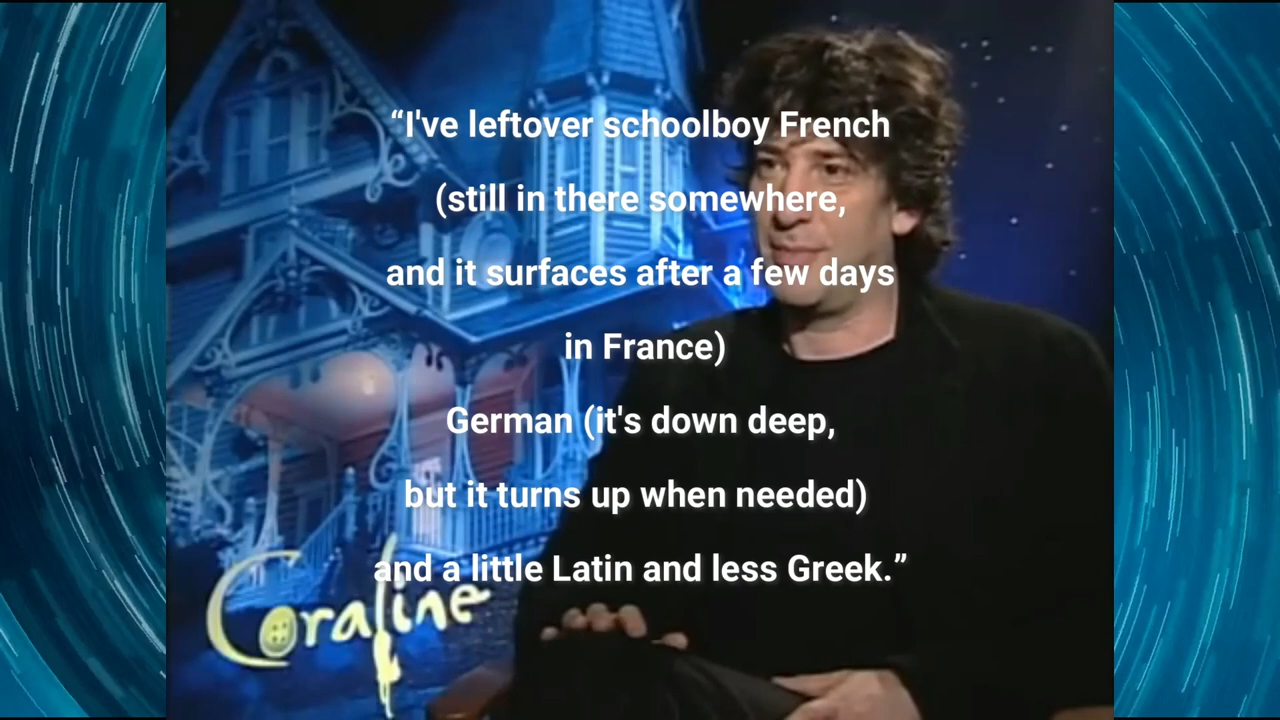 “I've leftover schoolboy French
(still in there somewhere,
and it surfaces after a few days
in France)
German (it's down deep,
but it turns up when needed)
and a little Latin and less Greek.”
Coraline